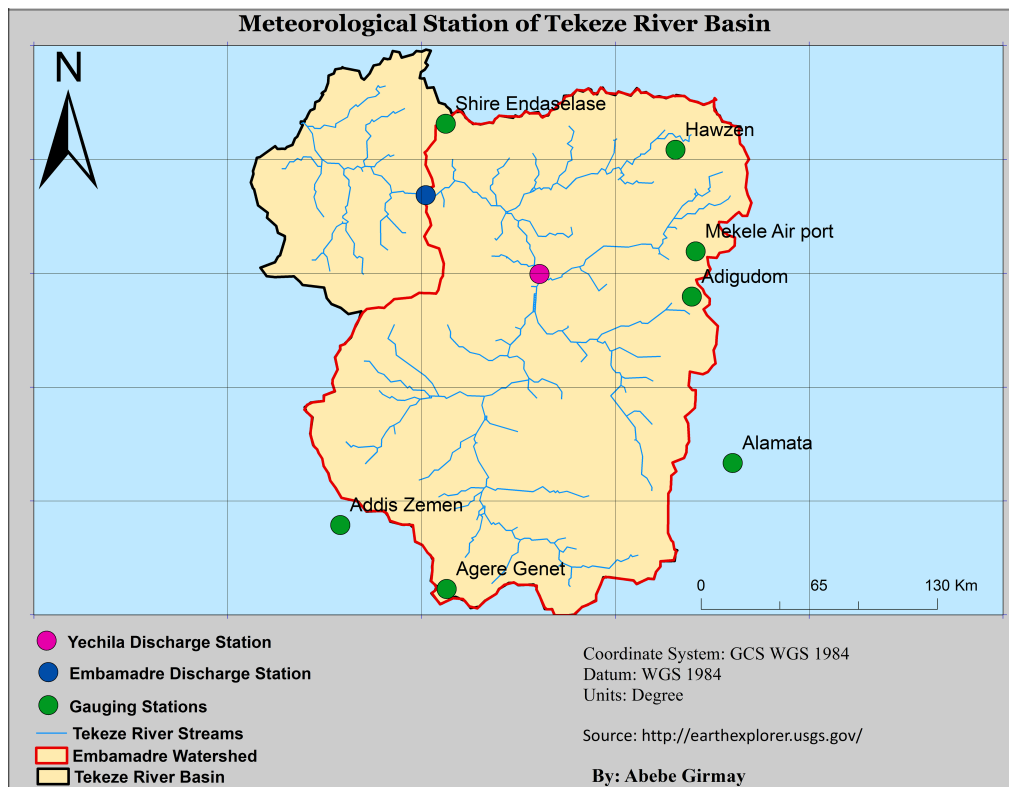 Meteorological Station of Tekeze River Basin
N
Shire Endaselase
Hawzen
Mekele Air port
Adigudom
Alamata
Addis Zemen
Agere Genet
0 65 130 Km
Yechila Discharge Station
Embamadre Discharge Station
Gauging Stations
Tekeze River Streams
Embamadre Watershed
Tekeze River Basin
Coordinate System: GCS WGS 1984
Datum: WGS 1984
Units: Degree
Source: http://earthexplorer.usgs.gov/
By: Abebe Girmay